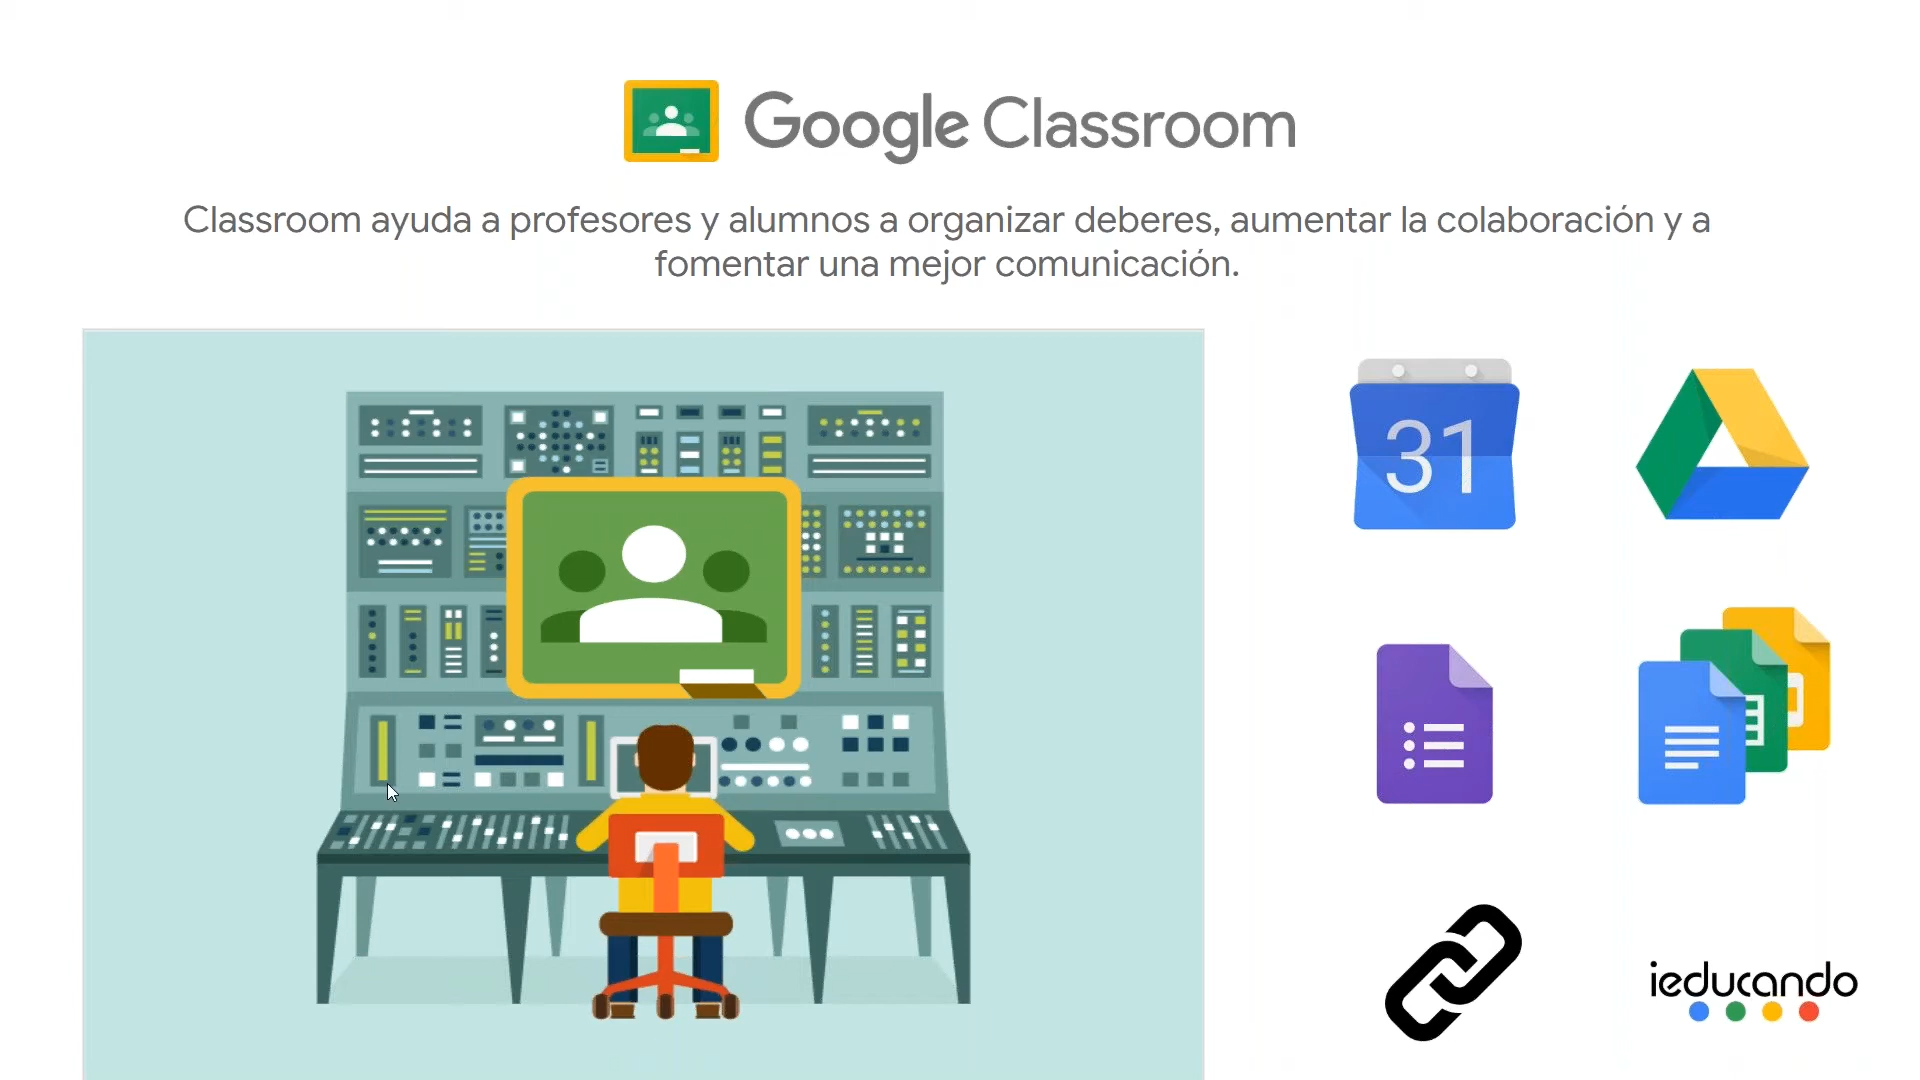 Google Classroom
Classroom ayuda a profesores y alumnos a organizar deberes, aumentar la colaboración y a
fomentar una mejor comunicación.
31
ieducando